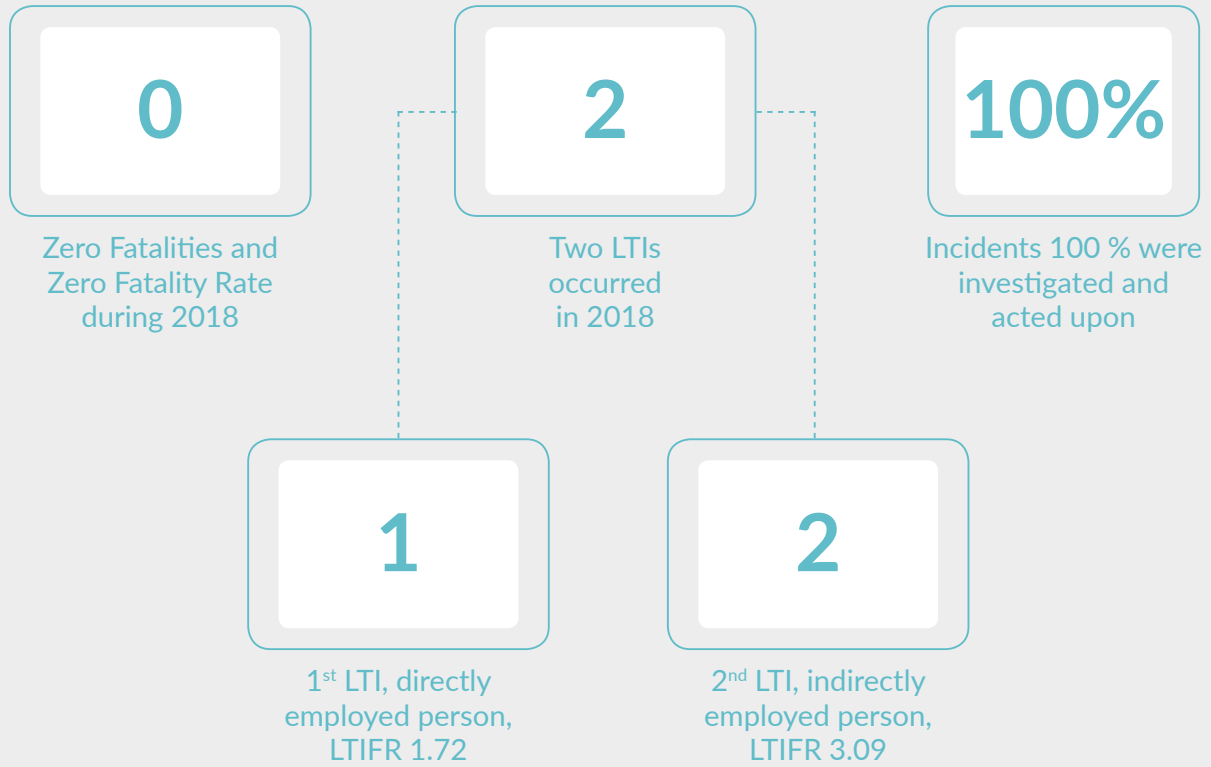 0
Zero Fatalities and
Zero Fatality Rate
during 2018
2
Two LTIs
occurred
in 2018
100%
Incidents 100 % were
investigated and
acted upon
1
1st LTI, directly
employed person,
LTIFR 1.72
2
2nd LTI, indirectly
employed person,
LTIFR 3.09